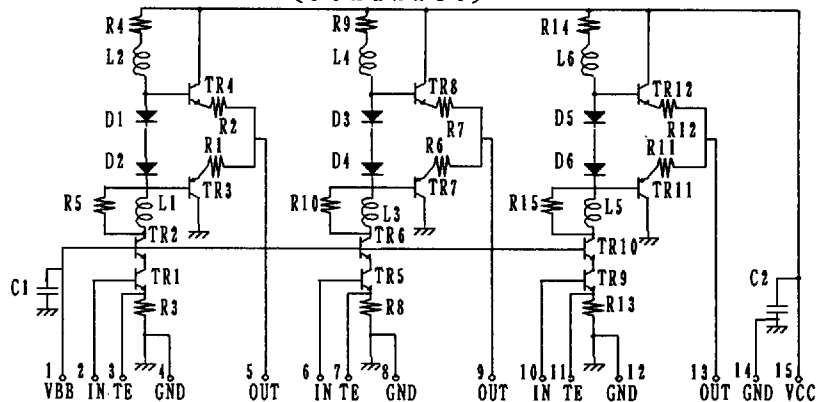 R4 R9 R14
L2 L4 L6
TR4 TR8 TR12
D1 R2 D3 R7 D5 R12
R1 R6 R11
D2 D4 D6
TR3 TR7 TR11
R5 L1 R10 L3 R15 L5
TR2 TR6 TR10
TR1 TR5 TR9
C1 R3 R8 R13 C2
1 2 3 4 5 6 7 8 9 10 11 12 13 14 15
VBB IN TE GND OUT IN TE GND OUT IN TE GND OUT GND VCC